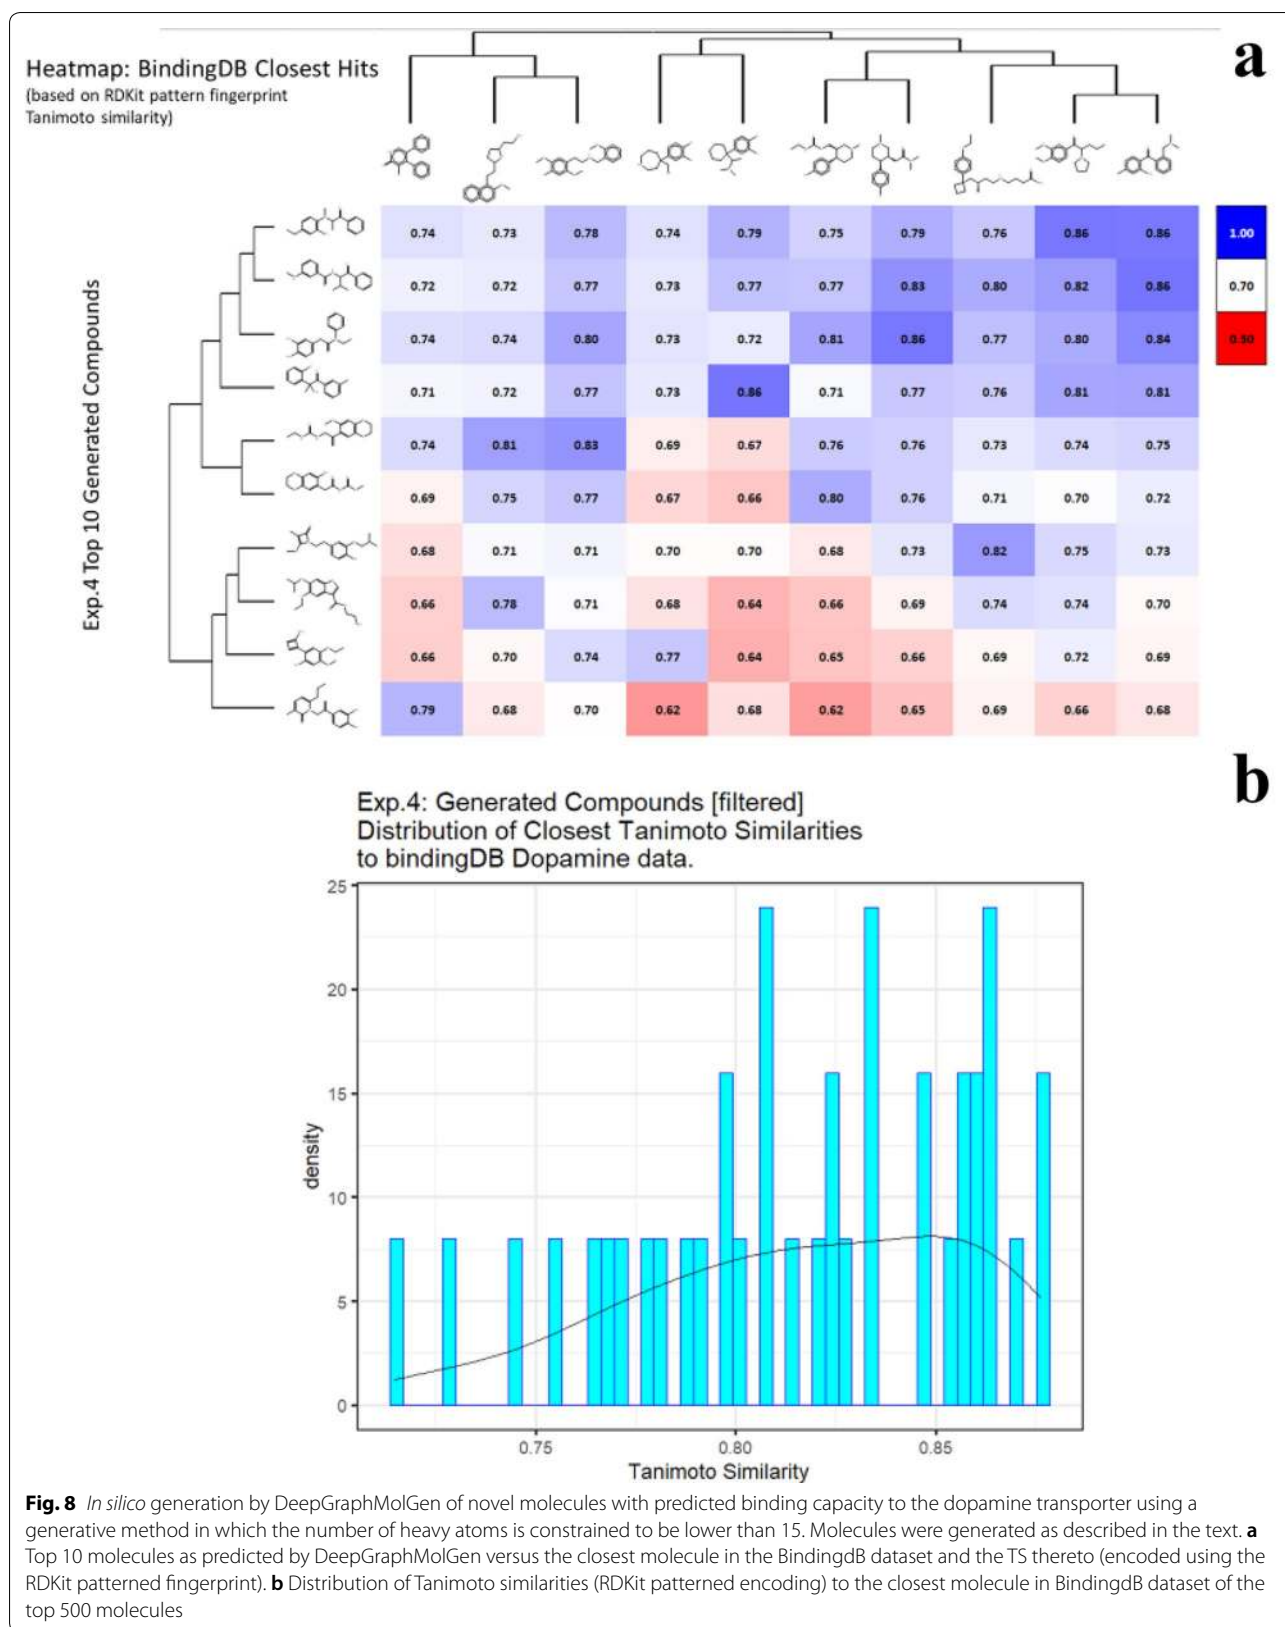 a
Heatmap: BindingDB Closest Hits
(based on RDKit pattern fingerprint
Tanimoto similarity)
Exp.4 Top 10 Generated Compounds
0.74 0.73 0.78 0.74 0.79 0.75 0.79 0.76 0.86 0.86
0.72 0.72 0.77 0.73 0.77 0.77 0.83 0.80 0.82 0.86
0.74 0.74 0.80 0.73 0.72 0.81 0.86 0.77 0.80 0.84
0.71 0.72 0.77 0.73 0.86 0.71 0.77 0.76 0.81 0.81
0.74 0.81 0.83 0.69 0.67 0.76 0.76 0.73 0.74 0.75
0.69 0.75 0.77 0.67 0.66 0.80 0.76 0.71 0.70 0.72
0.68 0.71 0.71 0.70 0.70 0.68 0.73 0.82 0.75 0.73
0.66 0.78 0.71 0.68 0.64 0.66 0.69 0.74 0.74 0.70
0.66 0.70 0.74 0.77 0.64 0.65 0.66 0.69 0.72 0.69
0.79 0.68 0.70 0.62 0.68 0.62 0.65 0.69 0.66 0.68
1.00
0.70
b
Exp.4: Generated Compounds [filtered]
Distribution of Closest Tanimoto Similarities
to bindingDB Dopamine data.
density
25
20
15
10
5
0
0.75 0.80 0.85
Tanimoto Similarity
Fig. 8 In silico generation by DeepGraphMolGen of novel molecules with predicted binding capacity to the dopamine transporter using a
generative method in which the number of heavy atoms is constrained to be lower than 15. Molecules were generated as described in the text. a
Top 10 molecules as predicted by DeepGraphMolGen versus the closest molecule in the BindingdB dataset and the TS thereto (encoded using the
RDKit patterned fingerprint). b Distribution of Tanimoto similarities (RDKit patterned encoding) to the closest molecule in BindingdB dataset of the
top 500 molecules